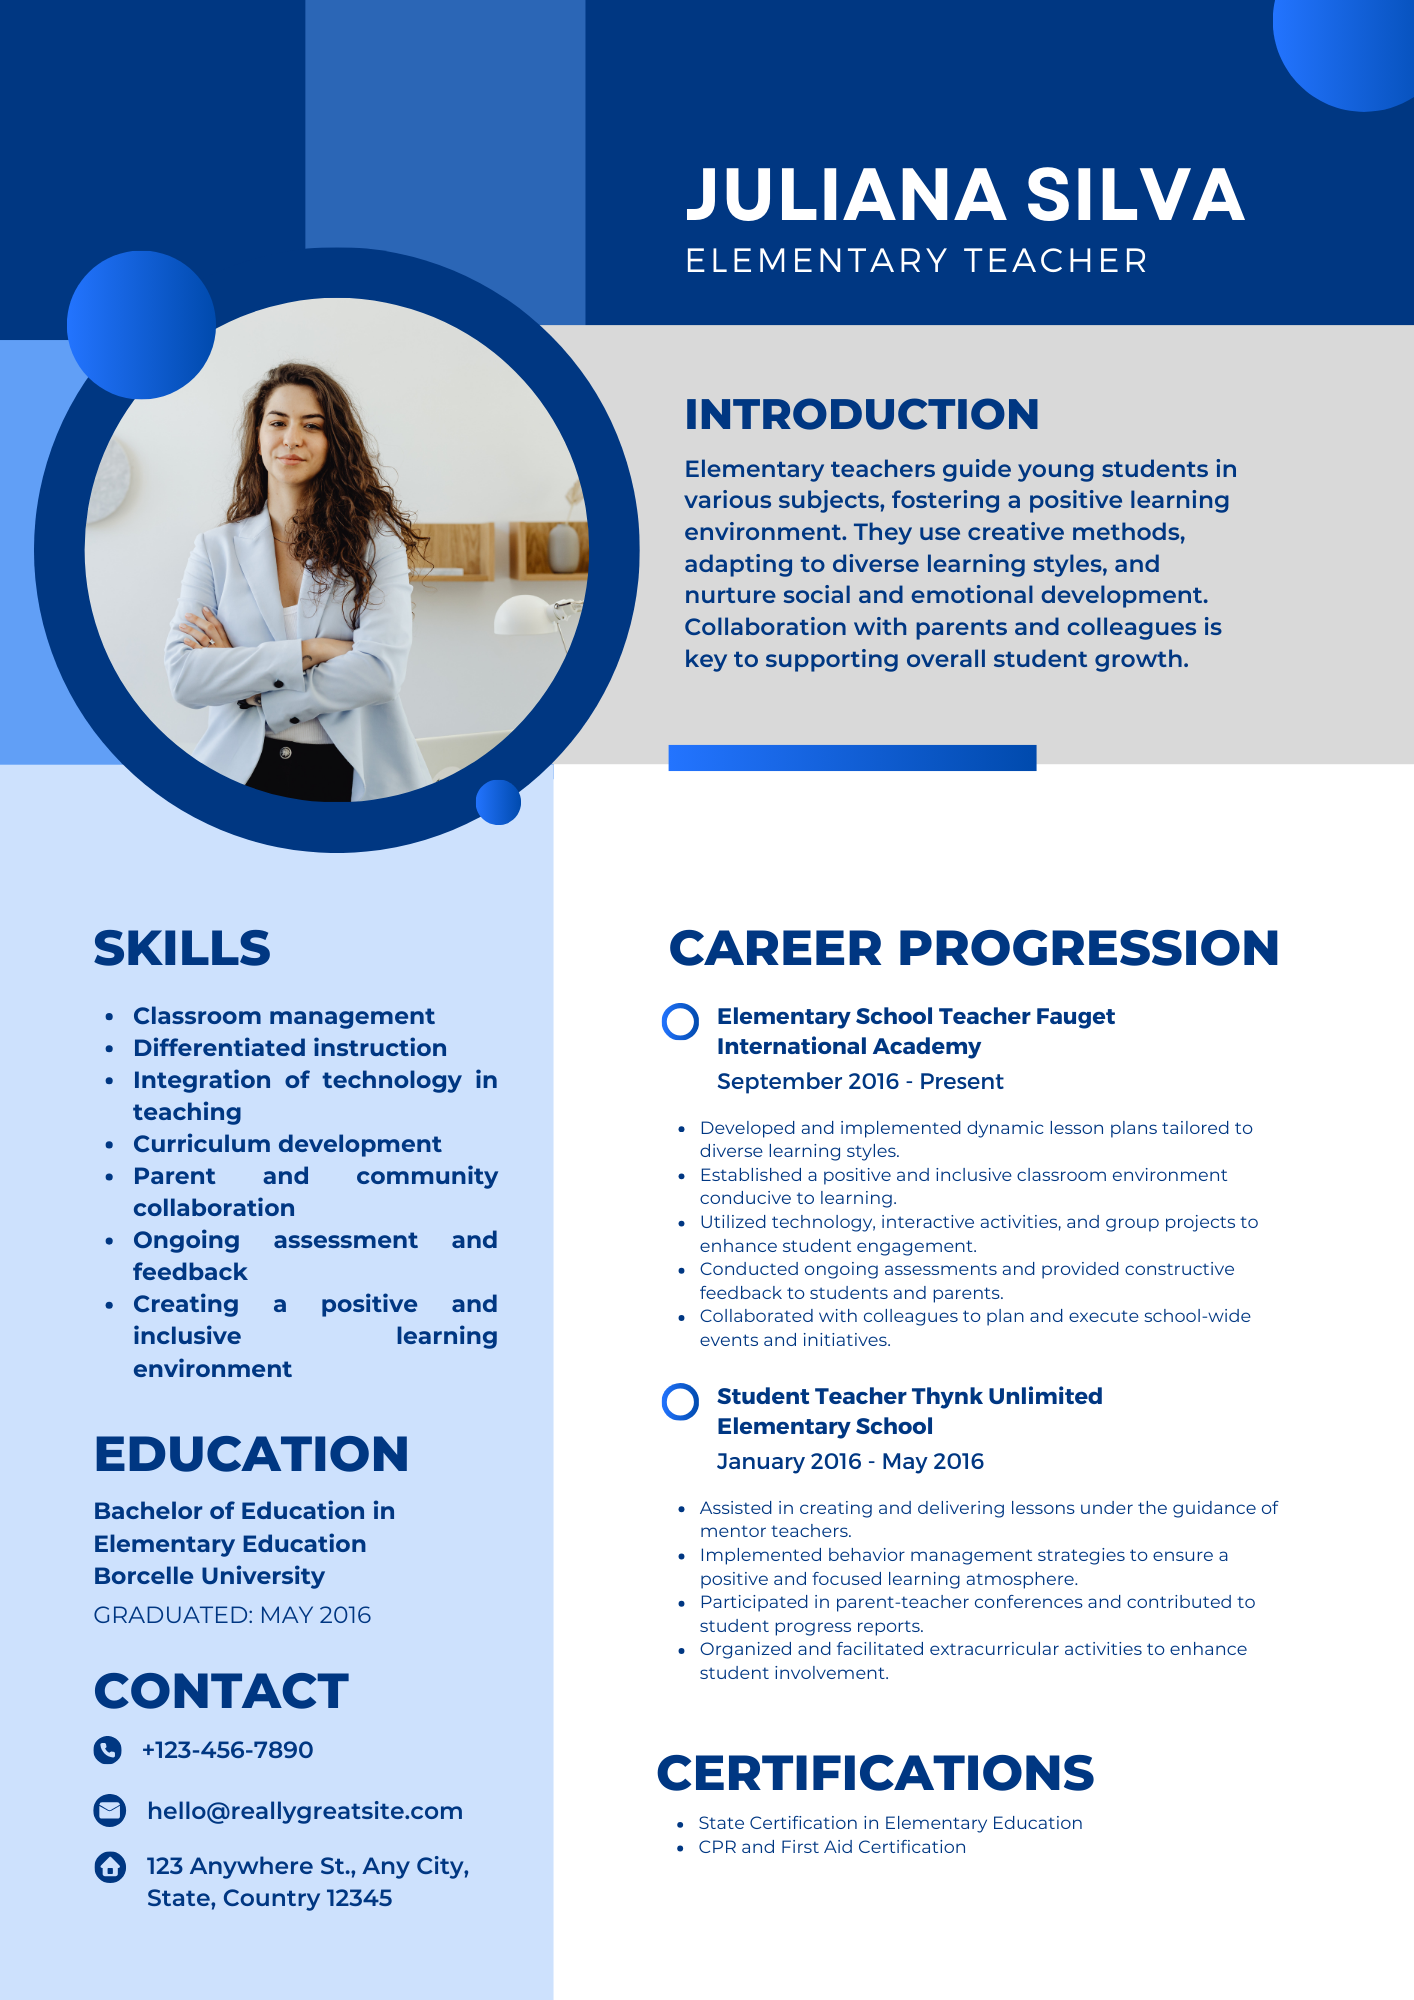 JULIANA SILVA
ELEMENTARY TEACHER
INTRODUCTION
Elementary teachers guide young students in
various subjects, fostering a positive learning
environment. They use creative methods,
adapting to diverse learning styles, and
nurture social and emotional development.
Collaboration with parents and colleagues is
key to supporting overall student growth.
SKILLS
• Classroom management
• Differentiated instruction
• Integration of technology in
teaching
• Curriculum development
• Parent and community
collaboration
• Ongoing assessment and
feedback
• Creating a positive and
inclusive learning
environment
EDUCATION
Bachelor of Education in
Elementary Education
Borcelle University
GRADUATED: MAY 2016
CONTACT
+123-456-7890
hello@reallygreatsite.com
123 Anywhere St., Any City,
State, Country 12345
CAREER PROGRESSION
Elementary School Teacher Fauget
International Academy
September 2016 - Present
• Developed and implemented dynamic lesson plans tailored to
diverse learning styles.
• Established a positive and inclusive classroom environment
conducive to learning.
• Utilized technology, interactive activities, and group projects to
enhance student engagement.
• Conducted ongoing assessments and provided constructive
feedback to students and parents.
• Collaborated with colleagues to plan and execute school-wide
events and initiatives.
Student Teacher Thynk Unlimited
Elementary School
January 2016 - May 2016
• Assisted in creating and delivering lessons under the guidance of
mentor teachers.
• Implemented behavior management strategies to ensure a
positive and focused learning atmosphere.
• Participated in parent-teacher conferences and contributed to
student progress reports.
• Organized and facilitated extracurricular activities to enhance
student involvement.
CERTIFICATIONS
• State Certification in Elementary Education
• CPR and First Aid Certification